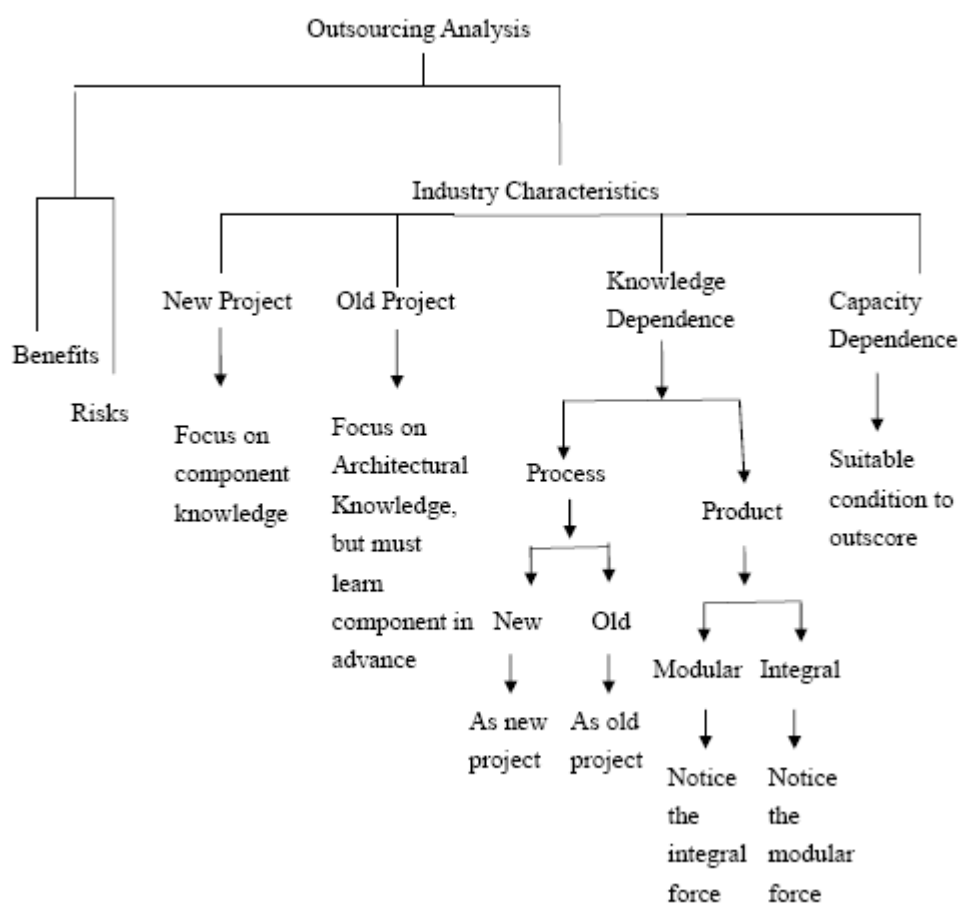 Outsourcing Analysis
Industry Characteristics
Benefits
Risks
New Project
Focus on
component
knowledge
Old Project
Focus on
Architectural
Knowledge,
but must
learn
component in
advance
Knowledge
Dependence
Process
New
As new
project
Old
As old
project
Product
Modular
Notice
the
integral
force
Integral
Notice
the
modular
force
Capacity
Dependence
Suitable
condition to
outscore